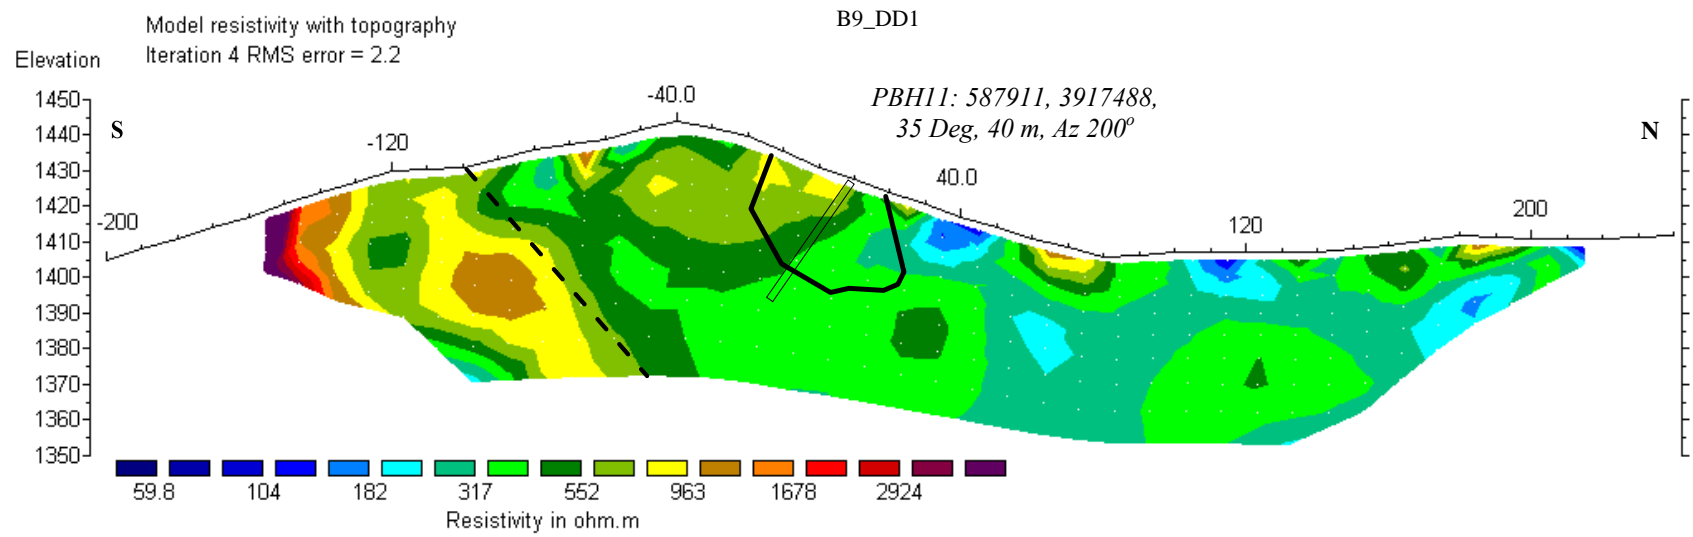 B9_DD1
Model resistivity with topography
Iteration 4 RMS error = 2.2
Elevation
PBH11: 587911, 3917488,
35 Deg, 40 m, Az 200°
S
N
1450
1440
1430
1420
1410
1400
1390
1380
1370
1360
1350
-200
-120
-40.0
40.0
120
200
59.8 104 182 317 552 963 1678 2924
Resistivity in ohm.m